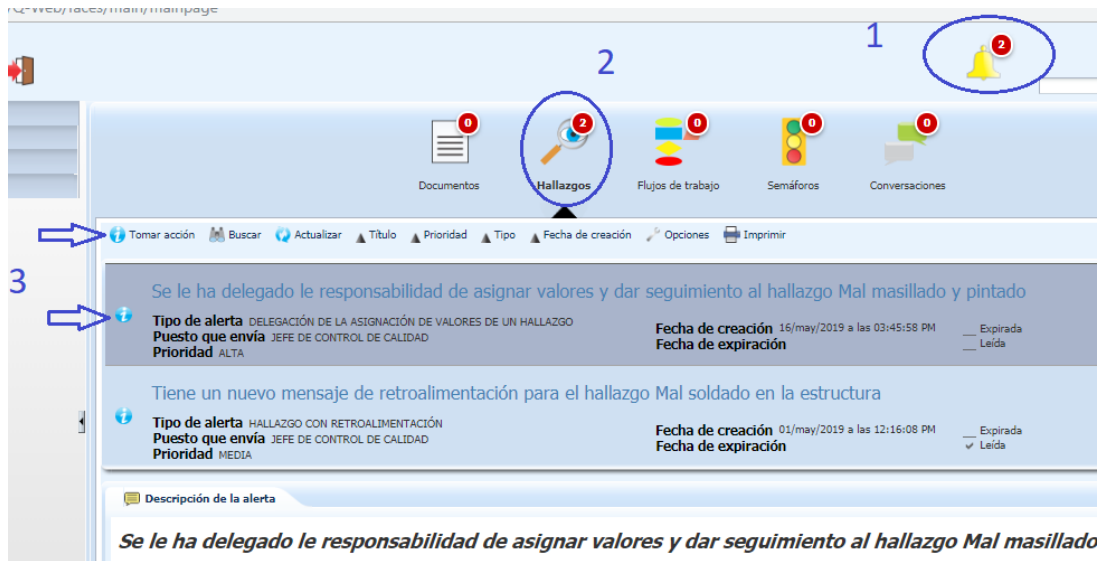 Q-Web/faces/main/mainpage
1
2
2
0
2
0
0
0
Documentos Hallazgos Flujos de trabajo Semáforos Conversaciones
Tomar acción Buscar Actualizar Título Prioridad Tipo Fecha de creación Opciones Imprimir
3
Se le ha delegado le responsabilidad de asignar valores y dar seguimiento al hallazgo Mal masillado y pintado
Tipo de alerta DELEGACIÓN DE LA ASIGNACIÓN DE VALORES DE UN HALLAZGO
Puesto que envía JEFE DE CONTROL DE CALIDAD
Prioridad ALTA
Fecha de creación 16/may/2019 a las 03:45:58 PM __ Expirada
Fecha de expiración __ Leída
Tiene un nuevo mensaje de retroalimentación para el hallazgo Mal soldado en la estructura
Tipo de alerta HALLAZGO CON RETROALIMENTACIÓN
Puesto que envía JEFE DE CONTROL DE CALIDAD
Prioridad MEDIA
Fecha de creación 01/may/2019 a las 12:16:08 PM __ Expirada
Fecha de expiración ✔ Leída
Descripción de la alerta
Se le ha delegado le responsabilidad de asignar valores y dar seguimiento al hallazgo Mal masillado